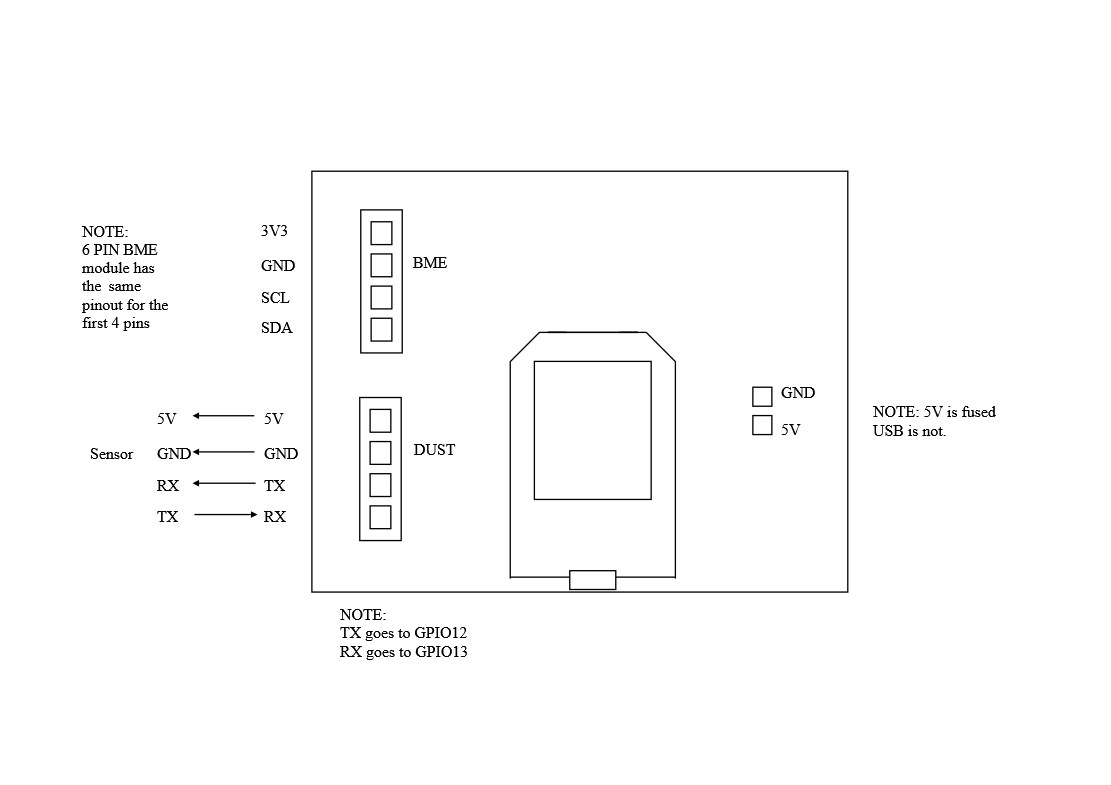 NOTE:
6 PIN BME
module has
the same
pinout for the
first 4 pins
3V3
GND
SCL
SDA
BME
5V 5V
Sensor GND GND
RX TX
TX RX
DUST
GND
5V
NOTE: 5V is fused
USB is not.
NOTE:
TX goes to GPIO12
RX goes to GPIO13